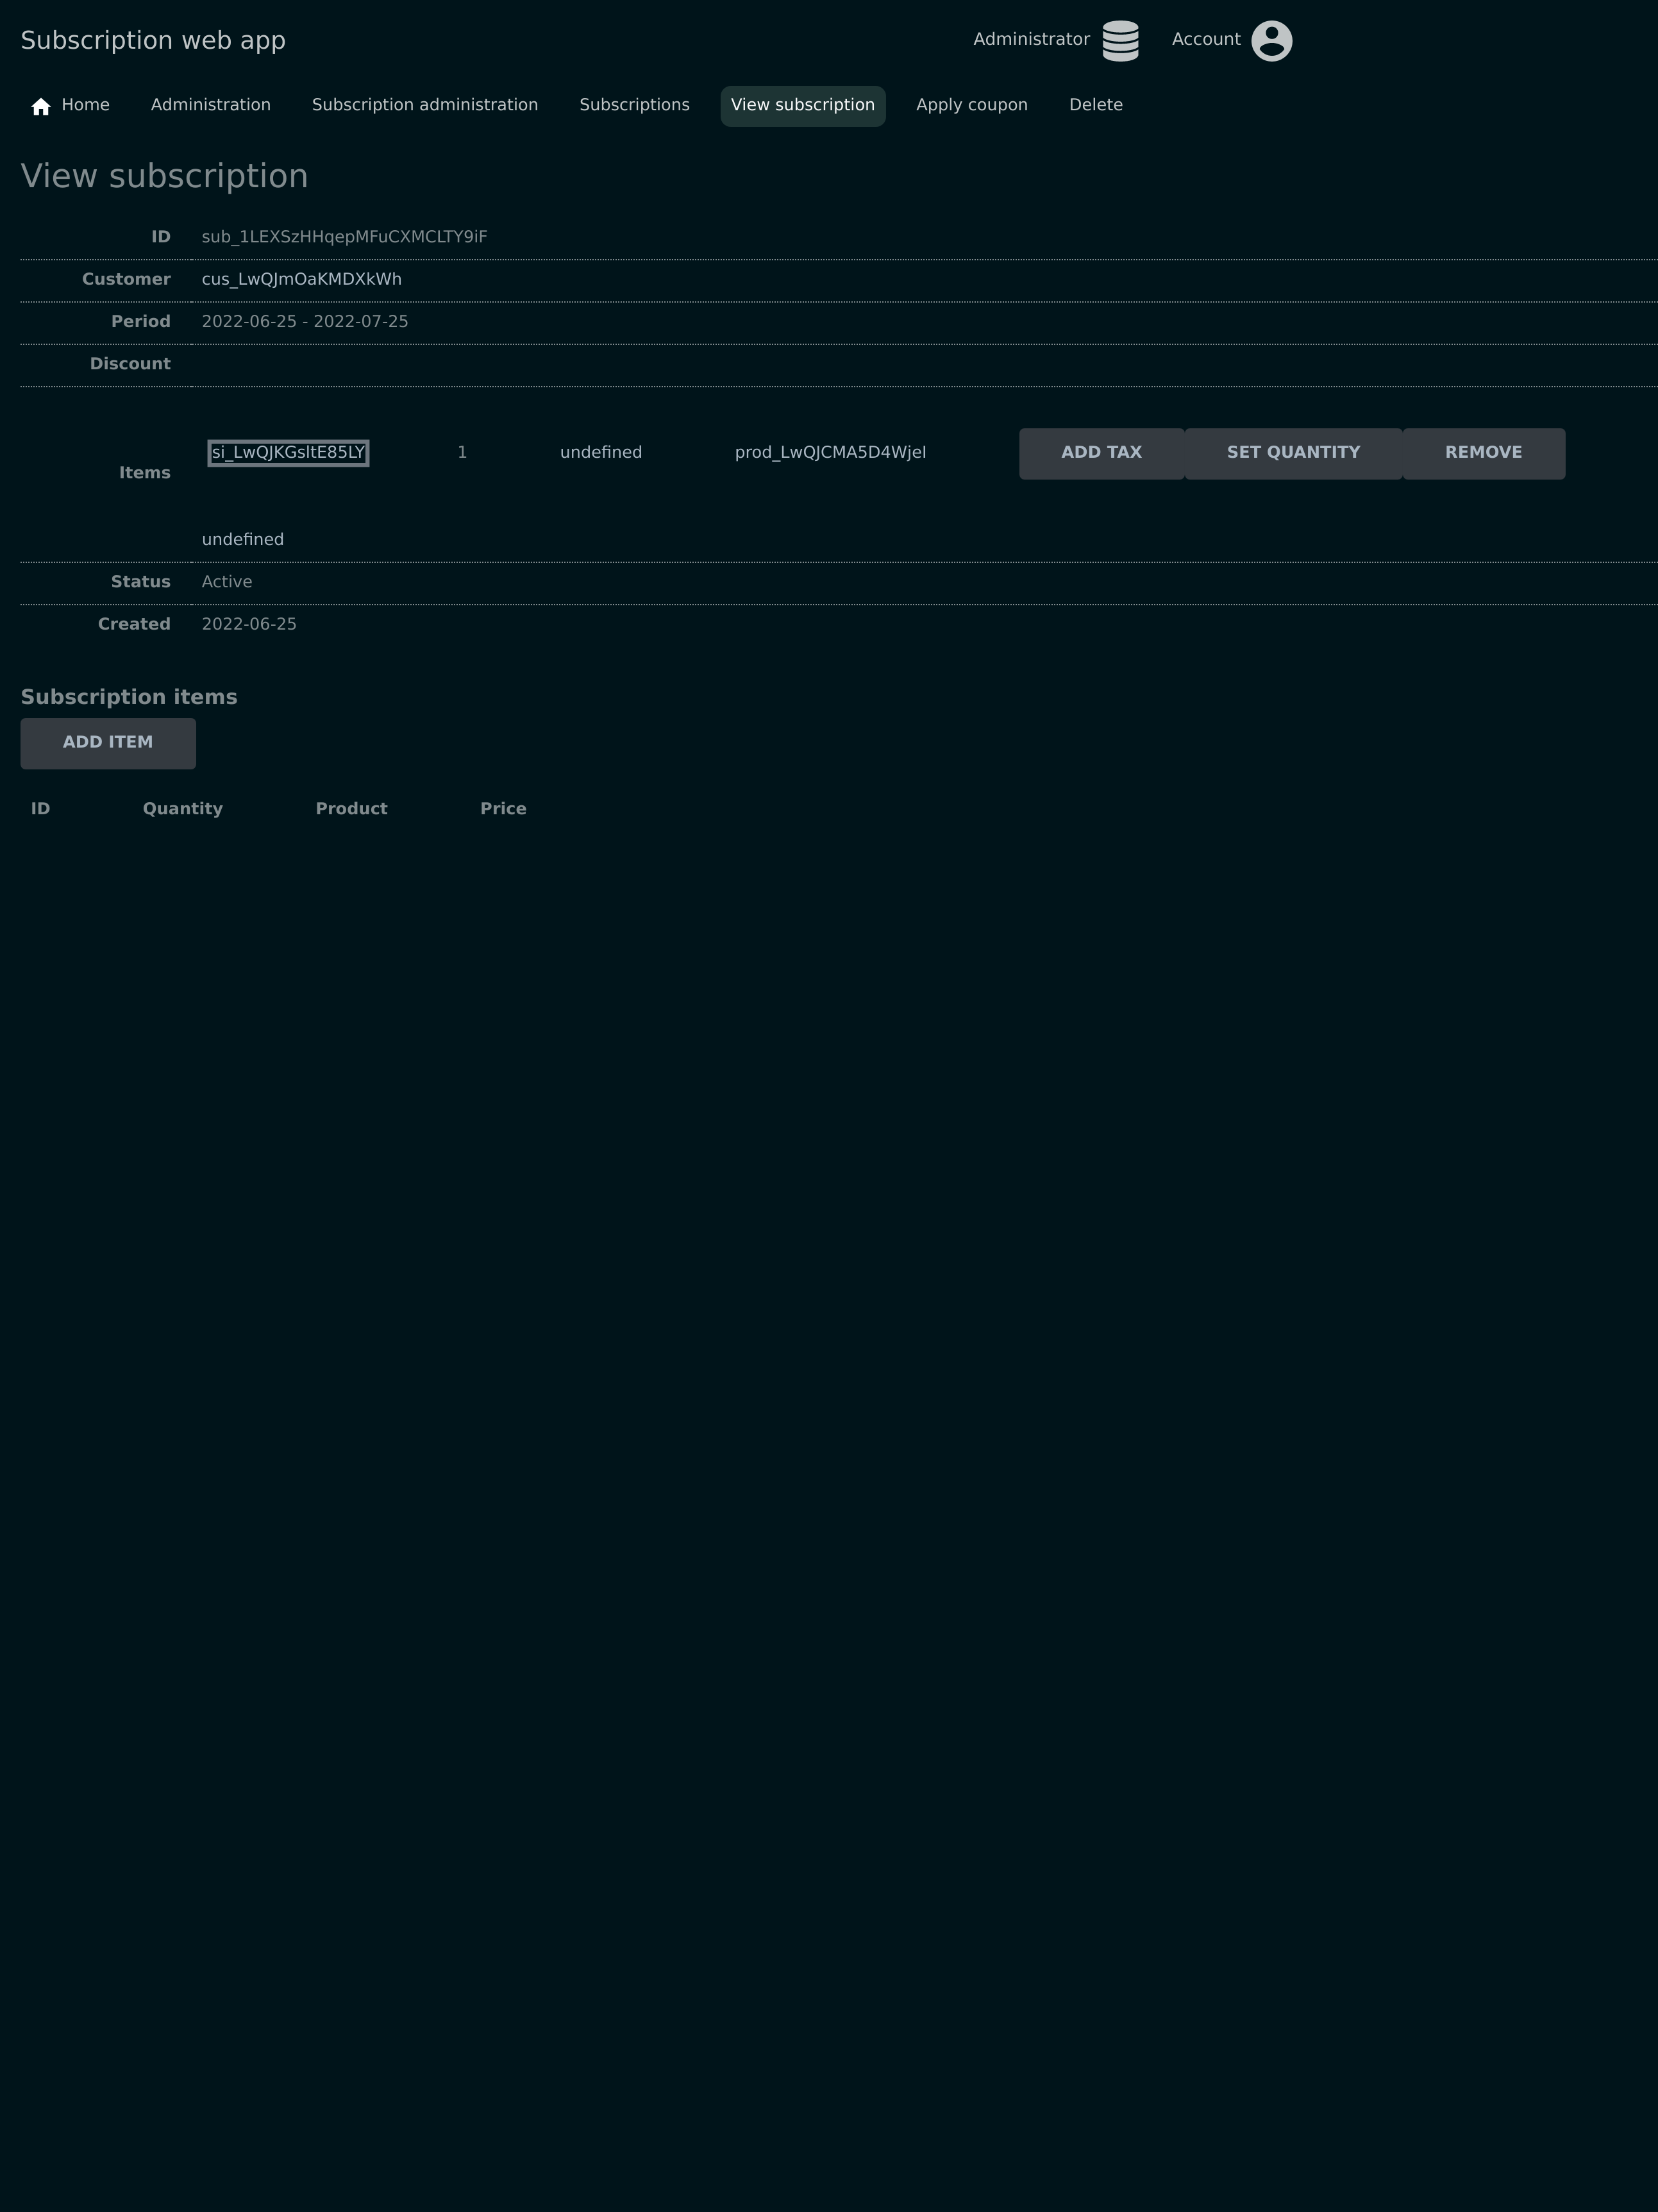 Subscription web app
Administrator
Account
Home Administration Subscription administration Subscriptions View subscription Apply coupon Delete
View subscription
ID sub_1LEXSzHHqepMFuCXMCLTY9iF
Customer cus_LwQJmOaKMDXkWh
Period 2022-06-25 - 2022-07-25
Discount
Items si_LwQJKGsltE85LY 1 undefined prod_LwQJCMA5D4WjeI ADD TAX SET QUANTITY REMOVE
undefined
Status Active
Created 2022-06-25
Subscription items
ADD ITEM
ID Quantity Product Price